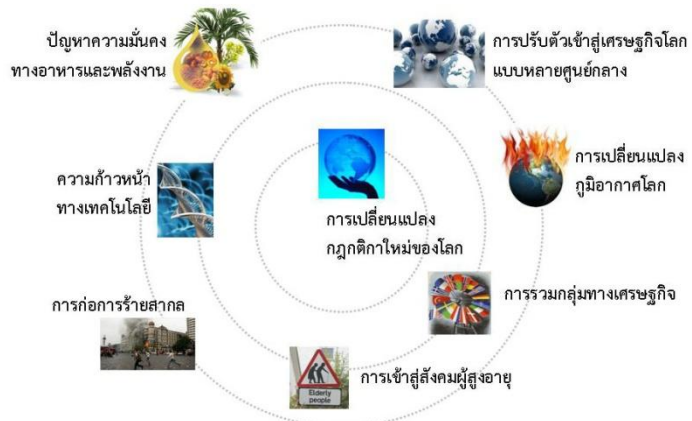 ปัญหาความมั่นคง
ทางอาหารและพลังงาน
การปรับตัวเข้าสู่เศรษฐกิจโลก
แบบหลายศูนย์กลาง
ความก้าวหน้า
ทางเทคโนโลยี
การเปลี่ยนแปลง
ภูมิอากาศโลก
การเปลี่ยนแปลง
กฎกติกาใหม่ของโลก
การก่อการร้ายสากล
การรวมกลุ่มทางเศรษฐกิจ
การเข้าสู่สังคมผู้สูงอายุ
Elderly
people